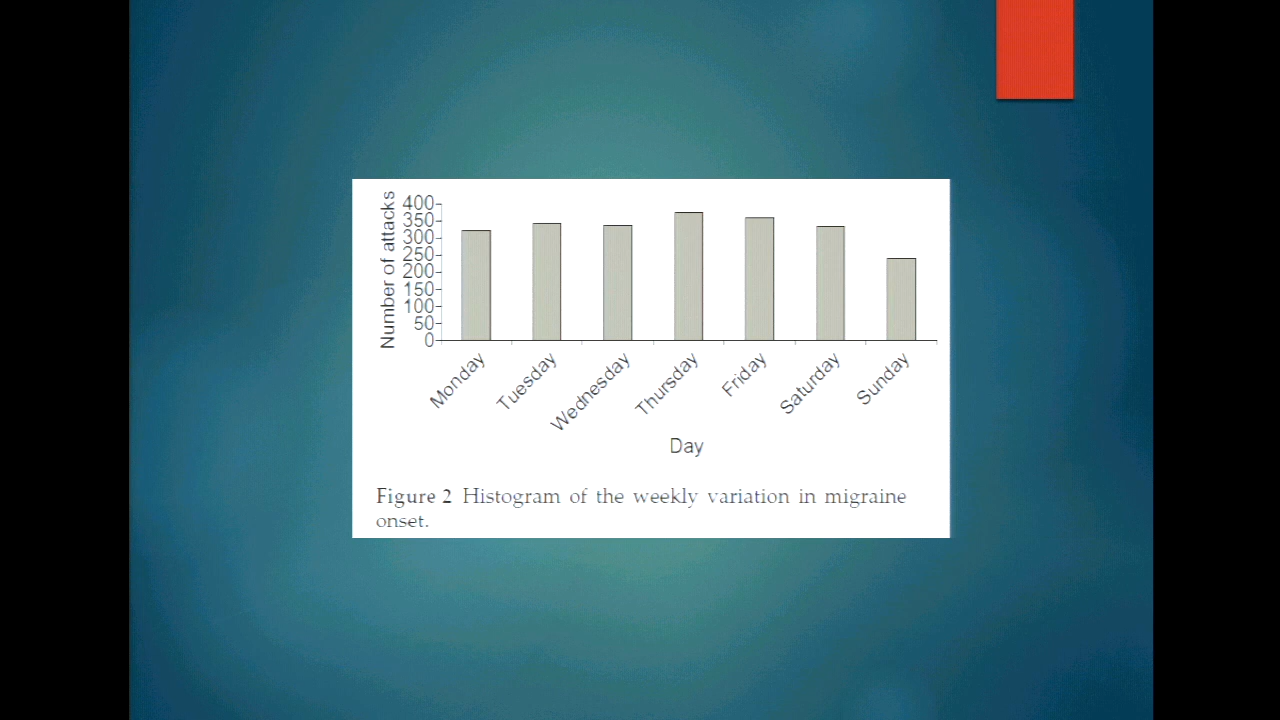 Number of attacks
400
350
300
250
200
150
100
50
0
Monday
Tuesday
Wednesday
Thursday
Friday
Saturday
Sunday
Day
Figure 2 Histogram of the weekly variation in migraine
onset.